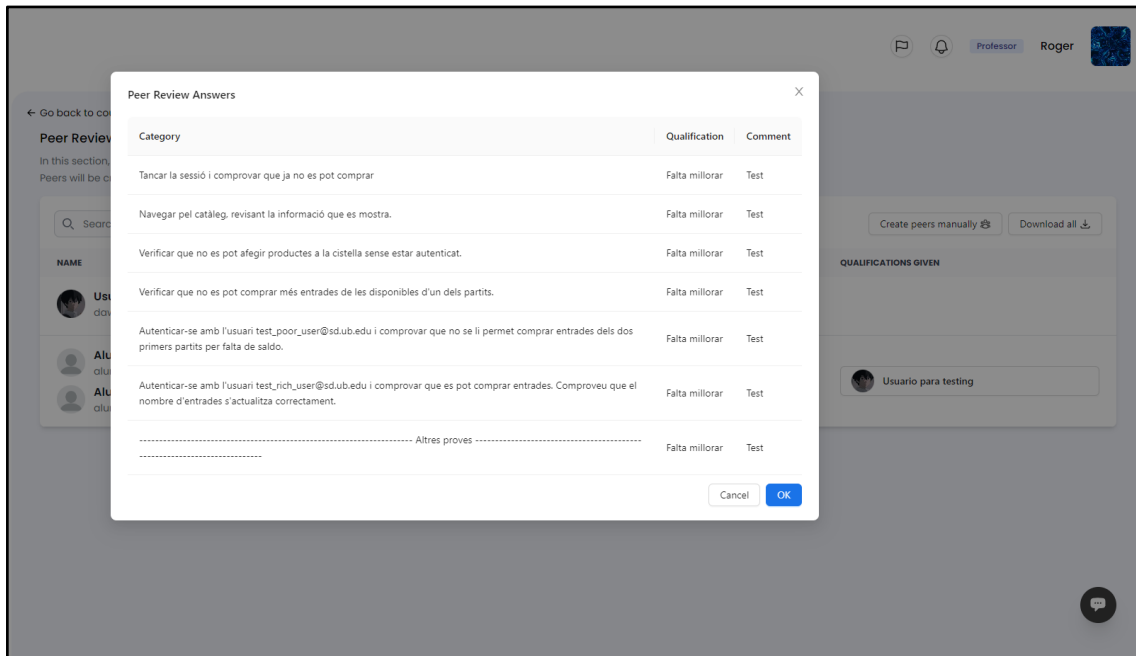 Professor
Roger
← Go back to co
Peer Review
In this section,
Peers will be c
Searc
Create peers manually
Download all
NAME
QUALIFICATIONS GIVEN
Usu
dav
Alu
alu
Alu
alu
Usuario para testing
Peer Review Answers
X
Category Qualification Comment
Tancar la sessió i comprovar que ja no es pot comprar Falta millorar Test
Navegar pel catàleg, revisant la informació que es mostra. Falta millorar Test
Verificar que no es pot afegir productes a la cistella sense estar autenticat. Falta millorar Test
Verificar que no es pot comprar més entrades de les disponibles d'un dels partits. Falta millorar Test
Autenticar-se amb l'usuari test_poor_user@sd.ub.edu i comprovar que no se li permet comprar entrades dels dos
primers partits per falta de saldo.
Falta millorar Test
Autenticar-se amb l'usuari test_rich_user@sd.ub.edu i comprovar que es pot comprar entrades. Comproveu que el
nombre d'entrades s'actualitza correctament.
Falta millorar Test
--------------------------------------------------------------------- Altres proves ------------------------------------------
-------------------------------
Falta millorar Test
Cancel OK